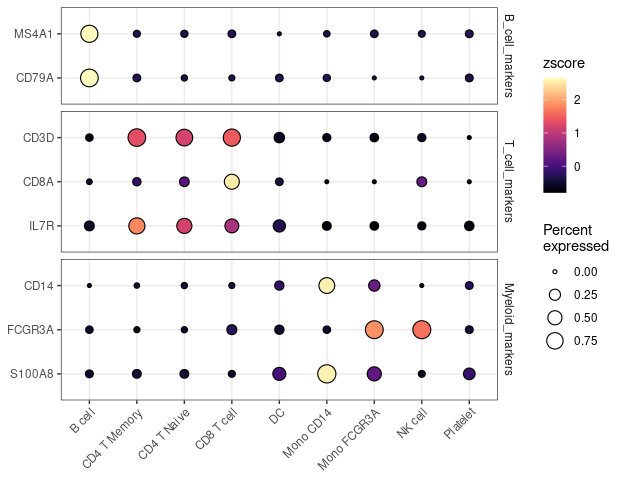 MS4A1
CD79A
B_cell_markers
CD3D
CD8A
IL7R
T_cell_markers
CD14
FCGR3A
S100A8
Myeloid_markers
B cell
CD4 T Memory
CD4 T Naive
CD8 T cell
DC
Mono CD14
Mono FCGR3A
NK cell
Platelet
zscore
2
1
0
Percent
expressed
0.00
0.25
0.50
0.75